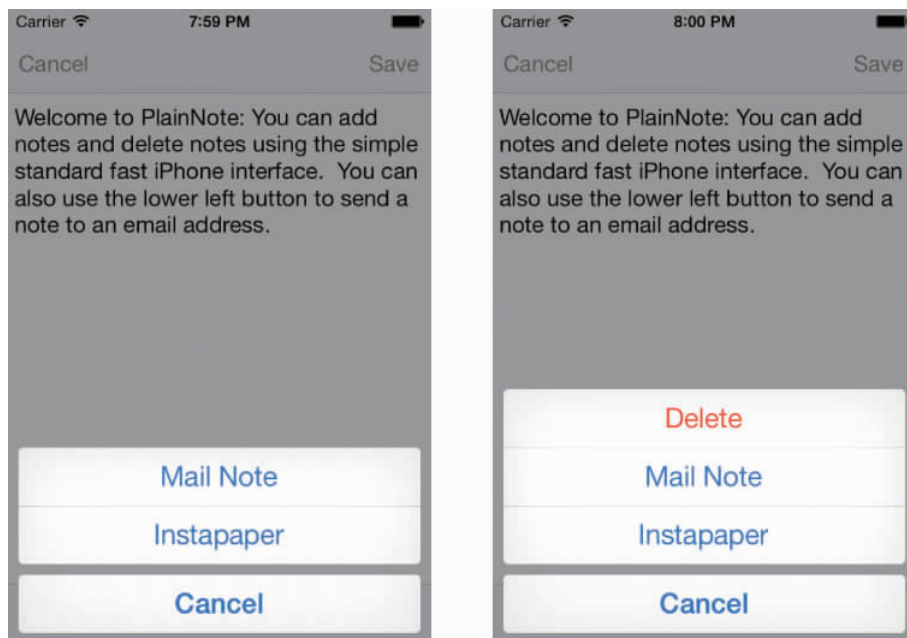 Carrier 7:59 PM
Cancel Save
Welcome to PlainNote: You can add
notes and delete notes using the simple
standard fast iPhone interface.  You can
also use the lower left button to send a
note to an email address.
Mail Note
Instapaper
Cancel
Carrier 8:00 PM
Cancel Save
Welcome to PlainNote: You can add
notes and delete notes using the simple
standard fast iPhone interface.  You can
also use the lower left button to send a
note to an email address.
Delete
Mail Note
Instapaper
Cancel